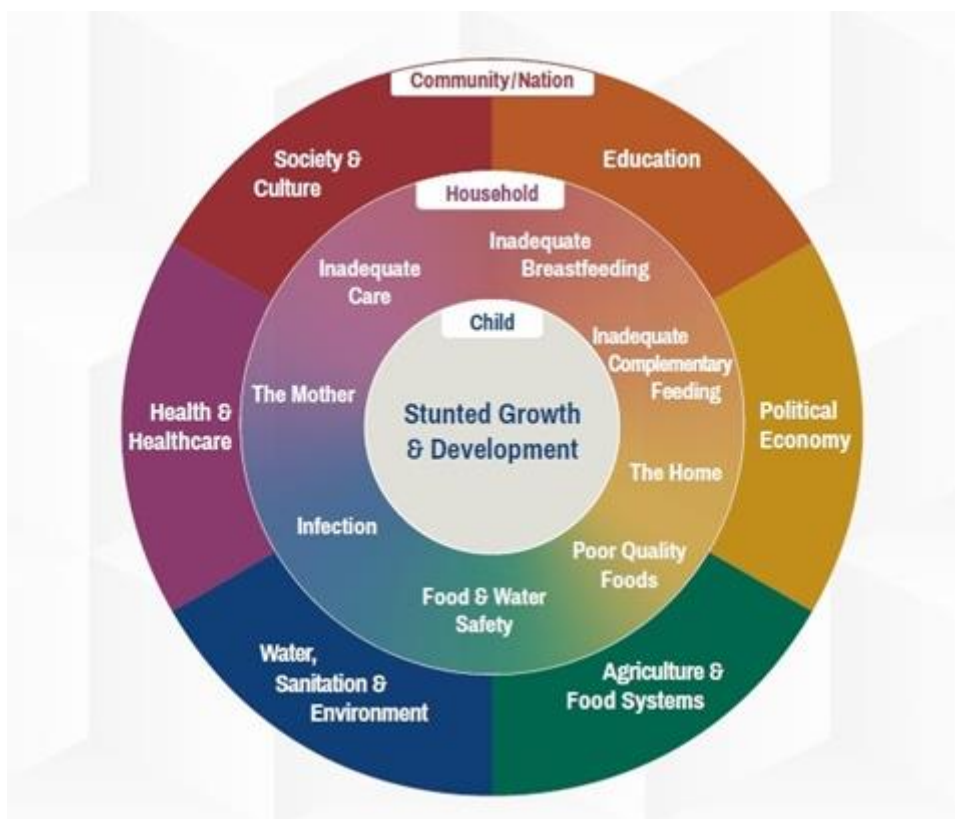 Community/Nation
Society &
Culture
Education
Household
Inadequate
Breastfeeding
Inadequate
Care
Child
Inadequate
Complementary
Feeding
The Mother
Stunted Growth
& Development
Health &
Healthcare
Political
Economy
The Home
Infection
Poor Quality
Foods
Food & Water
Safety
Water,
Sanitation &
Environment
Agriculture &
Food Systems